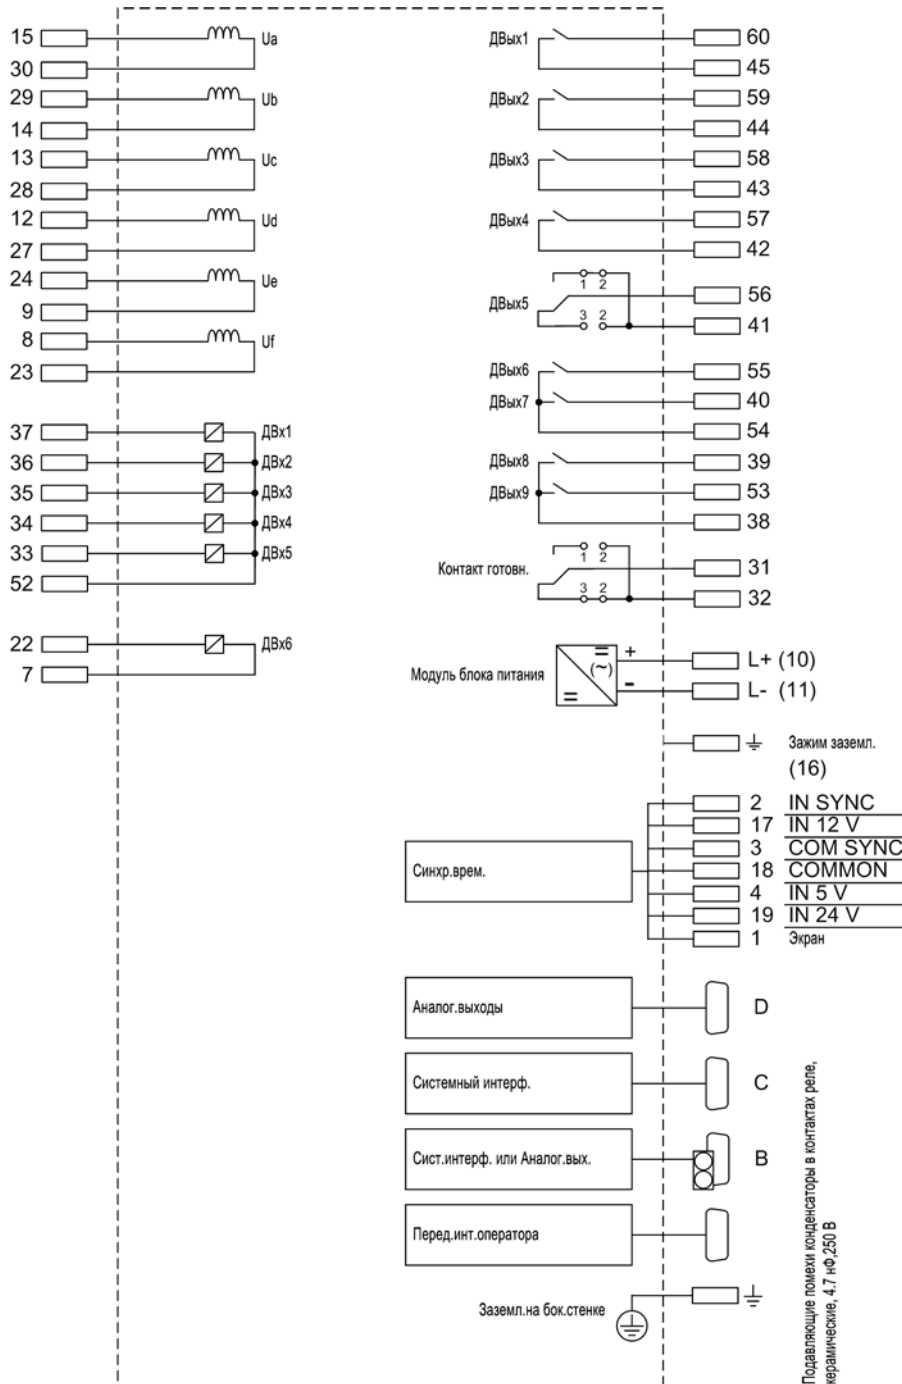 15 Ua
30
29 Ub
14
13 Uc
28
12 Ud
27
24 Ue
9
8 Uf
23
37 ДВх1
36 ДВх2
35 ДВх3
34 ДВх4
33 ДВх5
52
22 ДВх6
7
ДВых1 60
45
ДВых2 59
44
ДВых3 58
43
ДВых4 57
42
1 2
ДВых5 56
3 2
41
ДВых6 55
ДВых7 40
54
ДВых8 39
ДВых9 53
38
1 2
Контакт готовн. 31
3 2
32
Модуль блока питания = (~) = + - L+ (10)
L- (11)
Зажим заземл.
(16)
2 IN SYNC
17 IN 12 V
3 COM SYNC
Синхр.врем. 18 COMMON
4 IN 5 V
19 IN 24 V
1 Экран
Аналог.выходы D
Системный интерф. C
Сист.интерф. или Аналог.вых. B
Перед.инт.оператора
Заземл.на бок.стенке
Подавляющие помехи конденсаторы в контактах реле,
керамические, 4.7 нФ,250 В